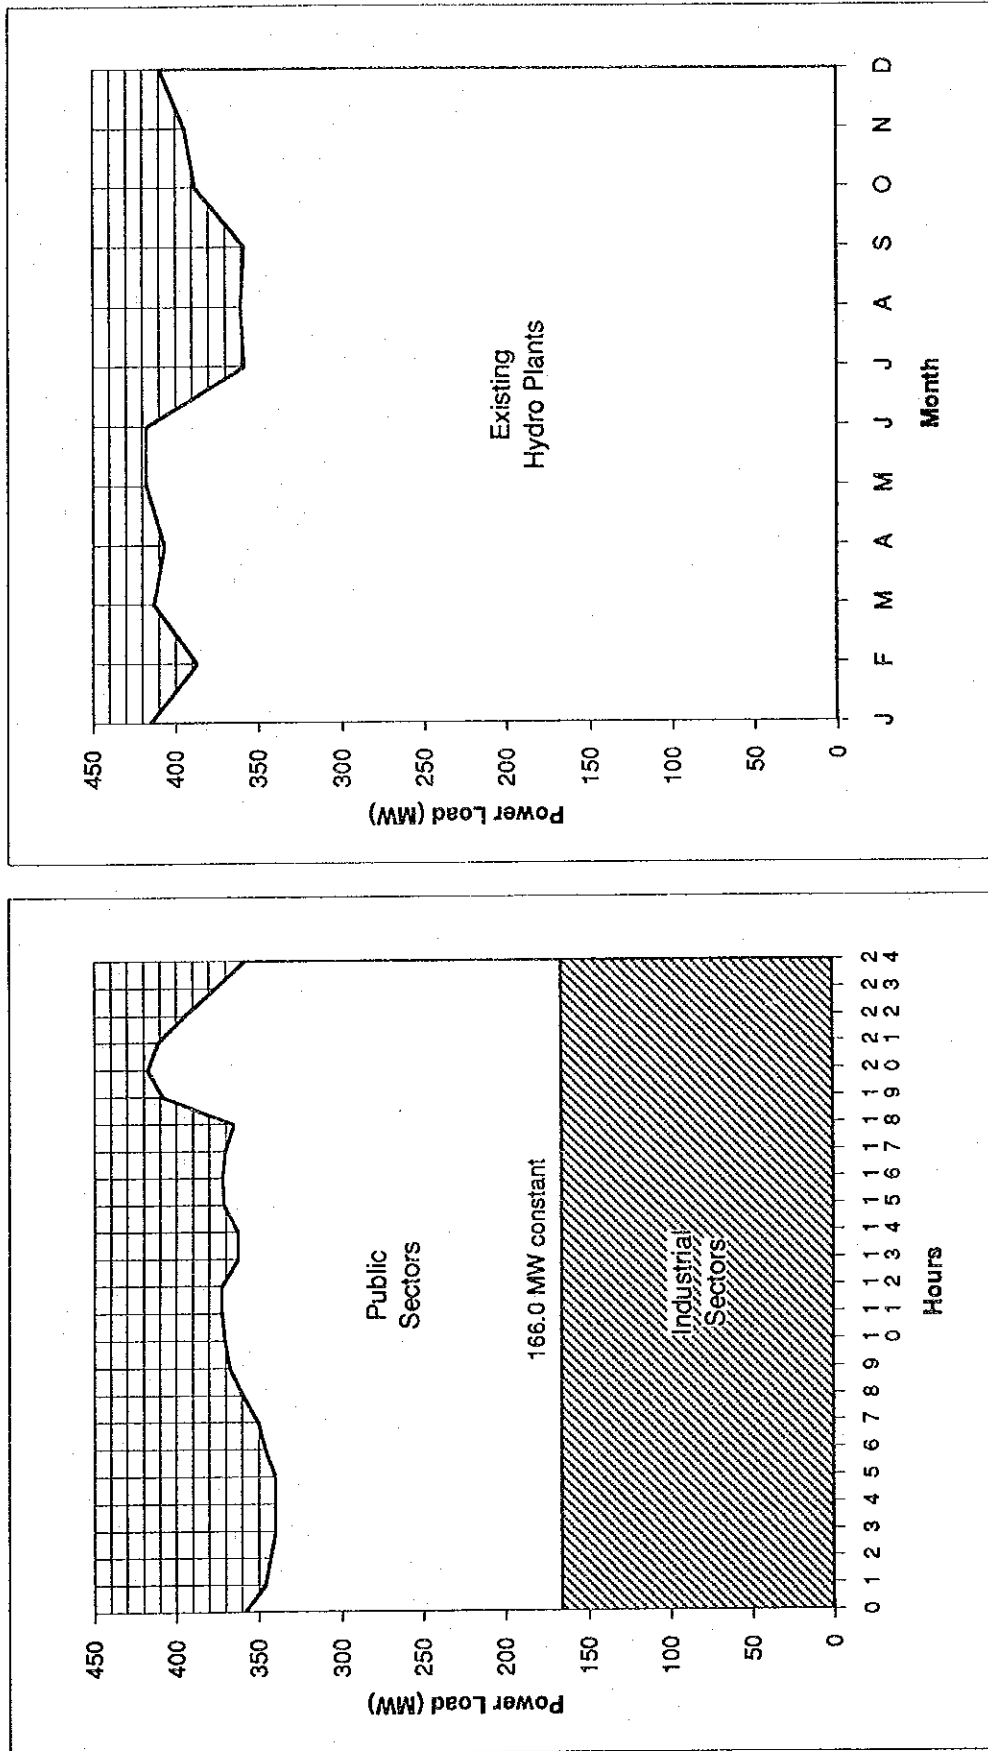 450
400
350
300
250
200
150
100
50
0
Power Load (MW)
Public
Sectors
166.0 MW constant
Industrial
Sectors
0 1 2 3 4 5 6 7 8 9 10 11 12 13 14 15 16 17 18 19 20 21 22 23 24
Hours
450
400
350
300
250
200
150
100
50
0
Power Load (MW)
Existing
Hydro Plants
J F M A M J J A S O N D
Month